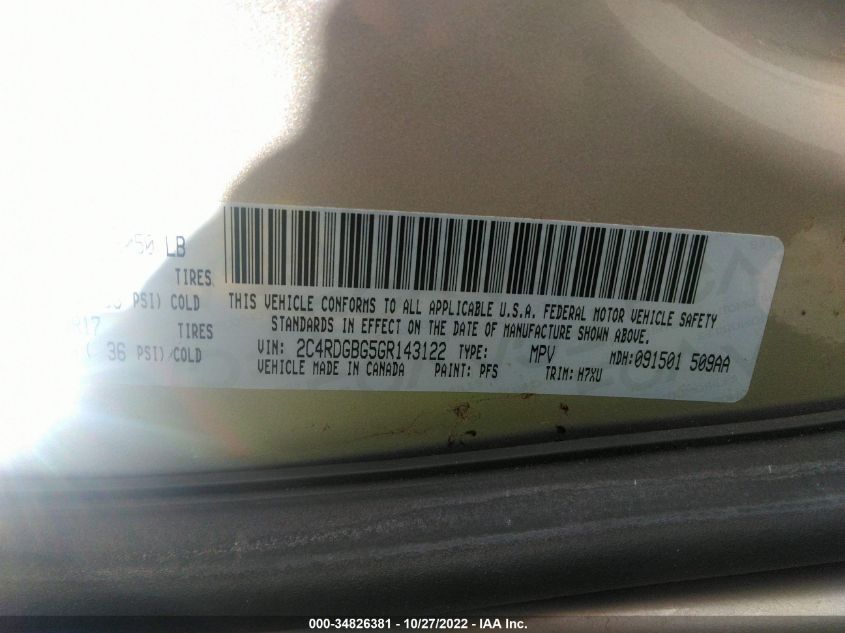 LB
TIRES
PSI) COLD
TIRES
36 PSI)/COLD
THIS VEHICLE CONFORMS TO ALL APPLICABLE U.S.A. FEDERAL MOTOR VEHICLE SAFETY
STANDARDS IN EFFECT ON THE DATE OF MANUFACTURE SHOWN ABOVE.
VIN: 2C4RDGBG5GR143122 TYPE: MPV MDH:091501 509AA
VEHICLE MADE IN CANADA PAINT: PFS TRIM: H7XU
000-34826381 - 10/27/2022 - IAA Inc.